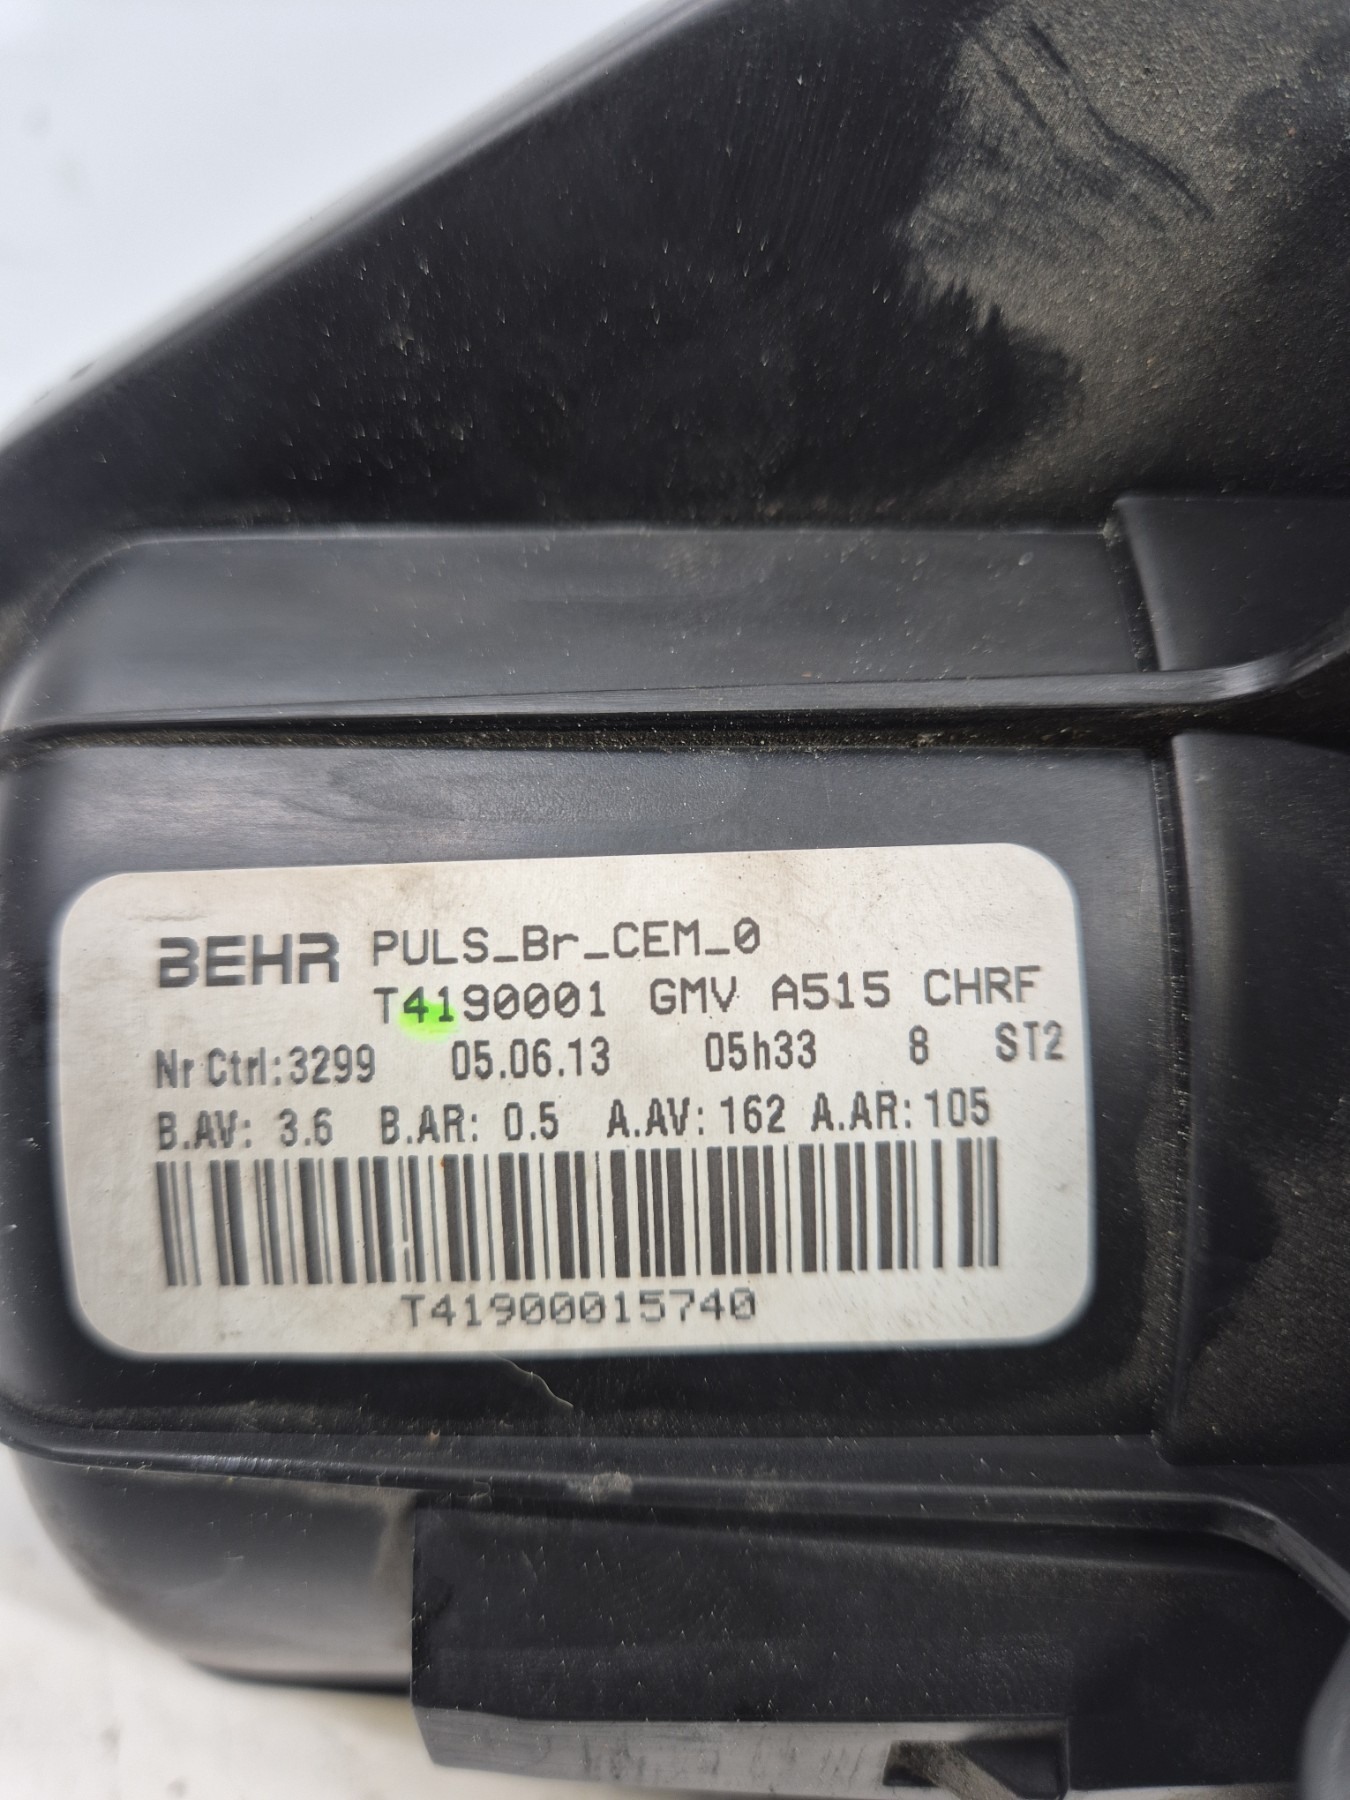 BEHR PULS_Br_CEM_0
T4190001 GMV A515 CHRF
Nr Ctrl:3299 05.06.13 05h33 8 ST2
B.AV: 3.6 B.AR: 0.5 A.AV: 162 A.AR: 105
T41900015740